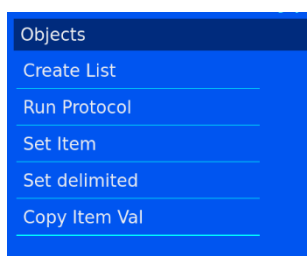 Objects
Create List
Run Protocol
Set Item
Set delimited
Copy Item Val